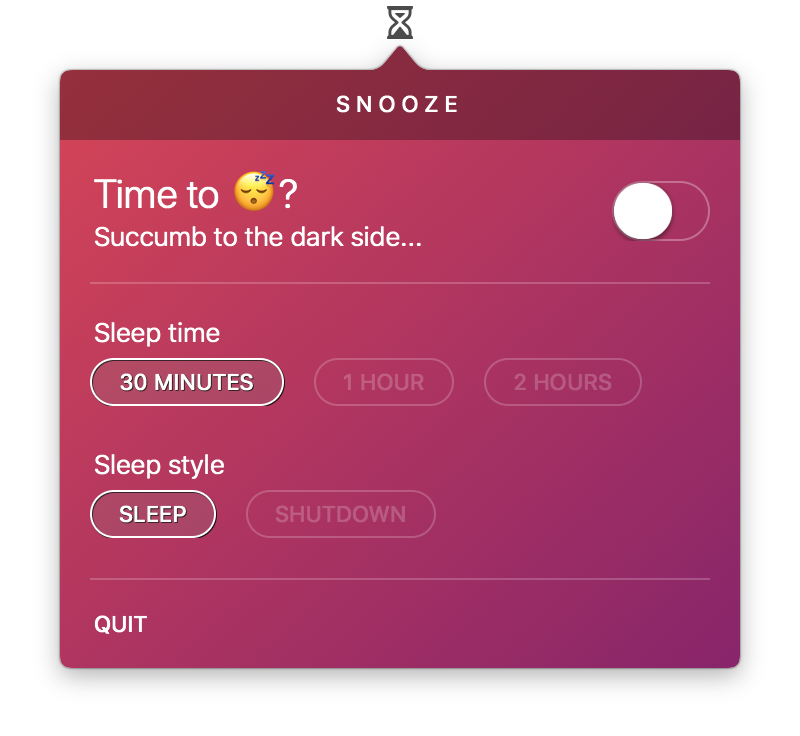 SNOOZE
Time to 😴?
Succumb to the dark side...
Sleep time
30 MINUTES 1 HOUR 2 HOURS
Sleep style
SLEEP SHUTDOWN
QUIT